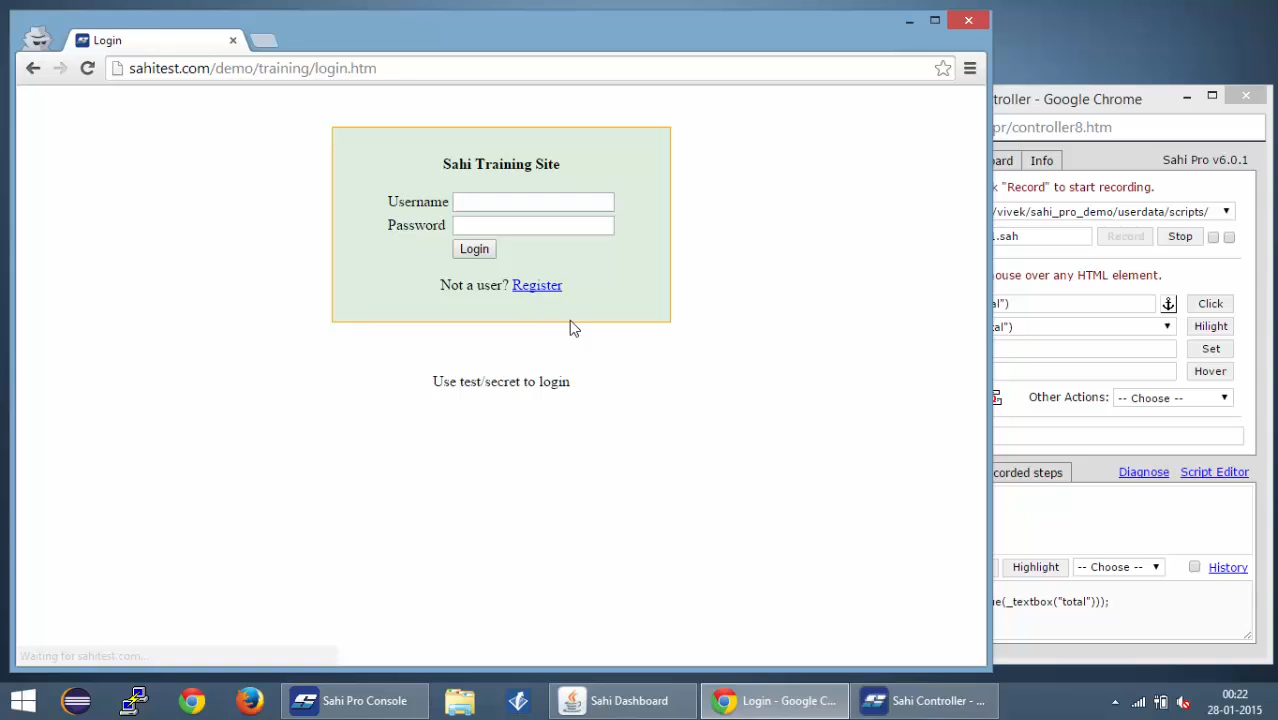 Login
sahitest.com/demo/training/login.htm
Sahi Training Site
Username
Password
Login
Not a user? Register
Use test/secret to login
Waiting for sahitest.com...
troller - Google Chrome
pr/controller8.htm
Info
Sahi Pro v6.0.1
"Record" to start recording.
/vivek/sahi_pro_demo/userdata/scripts/
.sah
Record
Stop
ouse over any HTML element.
al")
Click
tal")
Hilight
Set
Hover
Other Actions:
-- Choose --
corded steps
Diagnose
Script Editor
Highlight
-- Choose --
History
ue(_textbox("total")));
Sahi Pro Console
Sahi Dashboard
Login - Google C...
Sahi Controller - ...
00:22
28-01-2015